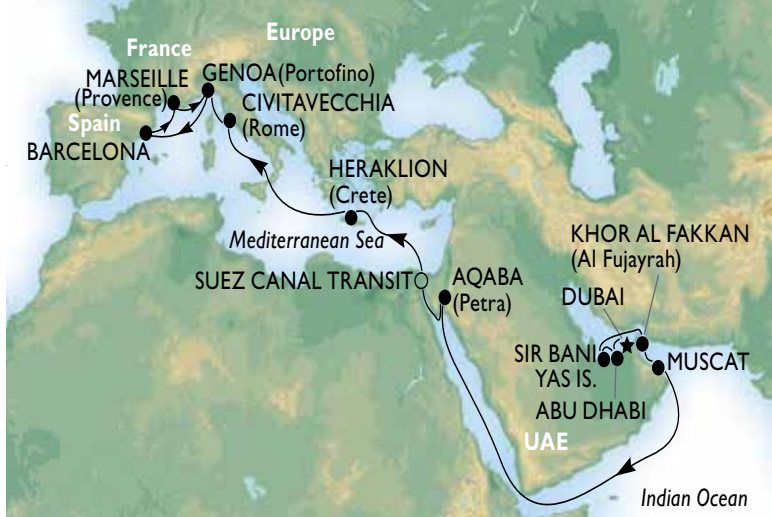 Europe
France
MARSEILLE
(Provence)
GENOA (Portofino)
CIVITAVECCHIA
(Rome)
Spain
BARCELONA
HERAKLION
(Crete)
Mediterranean Sea
SUEZ CANAL TRANSIT
AQABA
(Petra)
KHOR AL FAKKAN
(Al Fujayrah)
DUBAI
SIR BANI
YAS IS.
MUSCAT
ABU DHABI
UAE
Indian Ocean